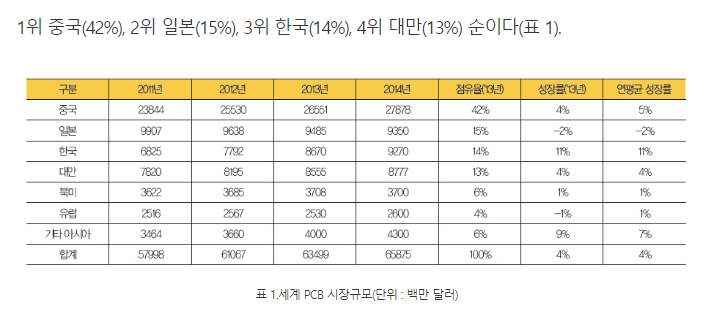 1위 중국(42%), 2위 일본(15%), 3위 한국(14%), 4위 대만(13%) 순이다(표 1).
구분 2011년 2012년 2013년 2014년 점유율('13년) 성장률('13년) 연평균 성장률
중국 23844 25530 26551 27878 42% 4% 5%
일본 9907 9638 9485 9350 15% -2% -2%
한국 6825 7792 8670 9270 14% 11% 11%
대만 7820 8195 8555 8777 13% 4% 4%
북미 3622 3685 3708 3700 6% 1% 1%
유럽 2516 2567 2530 2600 4% -1% 1%
기타 아시아 3464 3660 4000 4300 6% 9% 7%
합계 57998 61067 63499 65875 100% 4% 4%
표 1.세계 PCB 시장규모(단위 : 백만 달러)